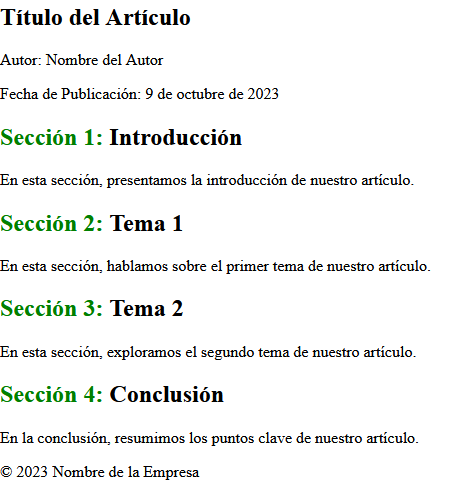 Título del Artículo
Autor: Nombre del Autor
Fecha de Publicación: 9 de octubre de 2023
Sección 1: Introducción
En esta sección, presentamos la introducción de nuestro artículo.
Sección 2: Tema 1
En esta sección, hablamos sobre el primer tema de nuestro artículo.
Sección 3: Tema 2
En esta sección, exploramos el segundo tema de nuestro artículo.
Sección 4: Conclusión
En la conclusión, resumimos los puntos clave de nuestro artículo.
© 2023 Nombre de la Empresa